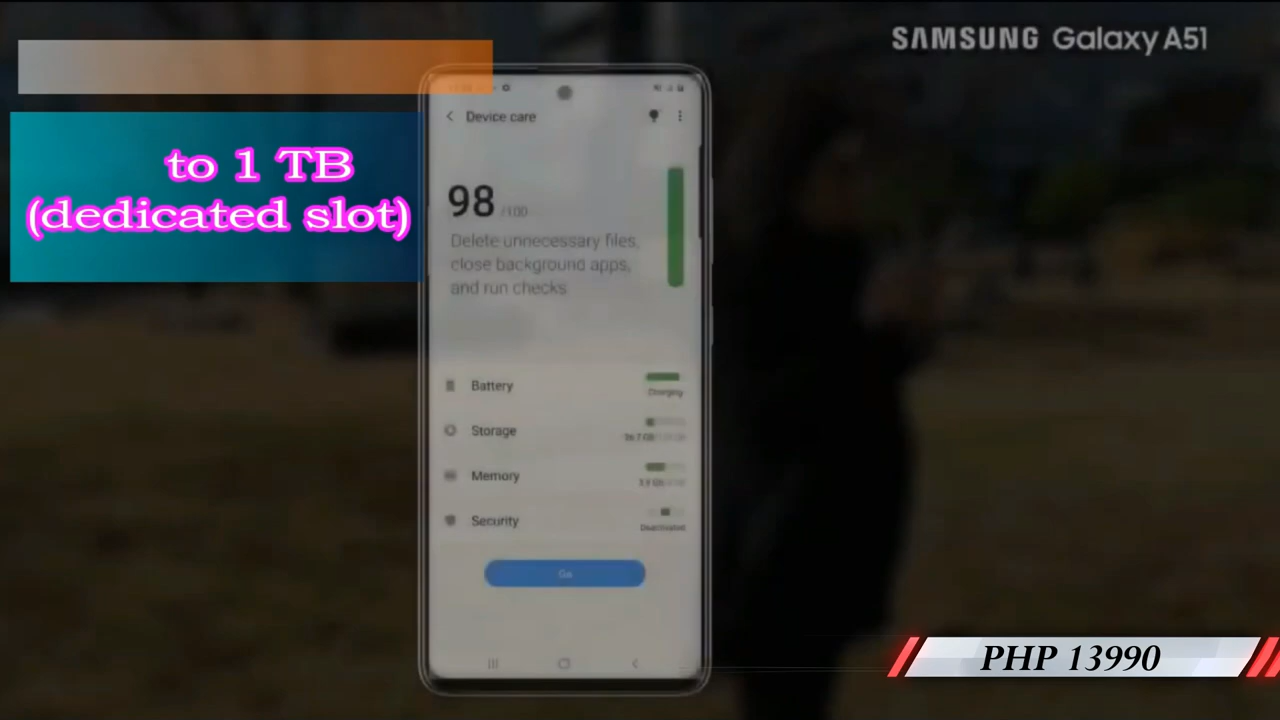 SAMSUNG Galaxy A51
to 1 TB
(dedicated slot)
Device care
98 /100
Delete unnecessary files,
close background apps,
and run checks
Battery
Charging
Storage
Memory
Security
Deactivated
Go
PHP 13990